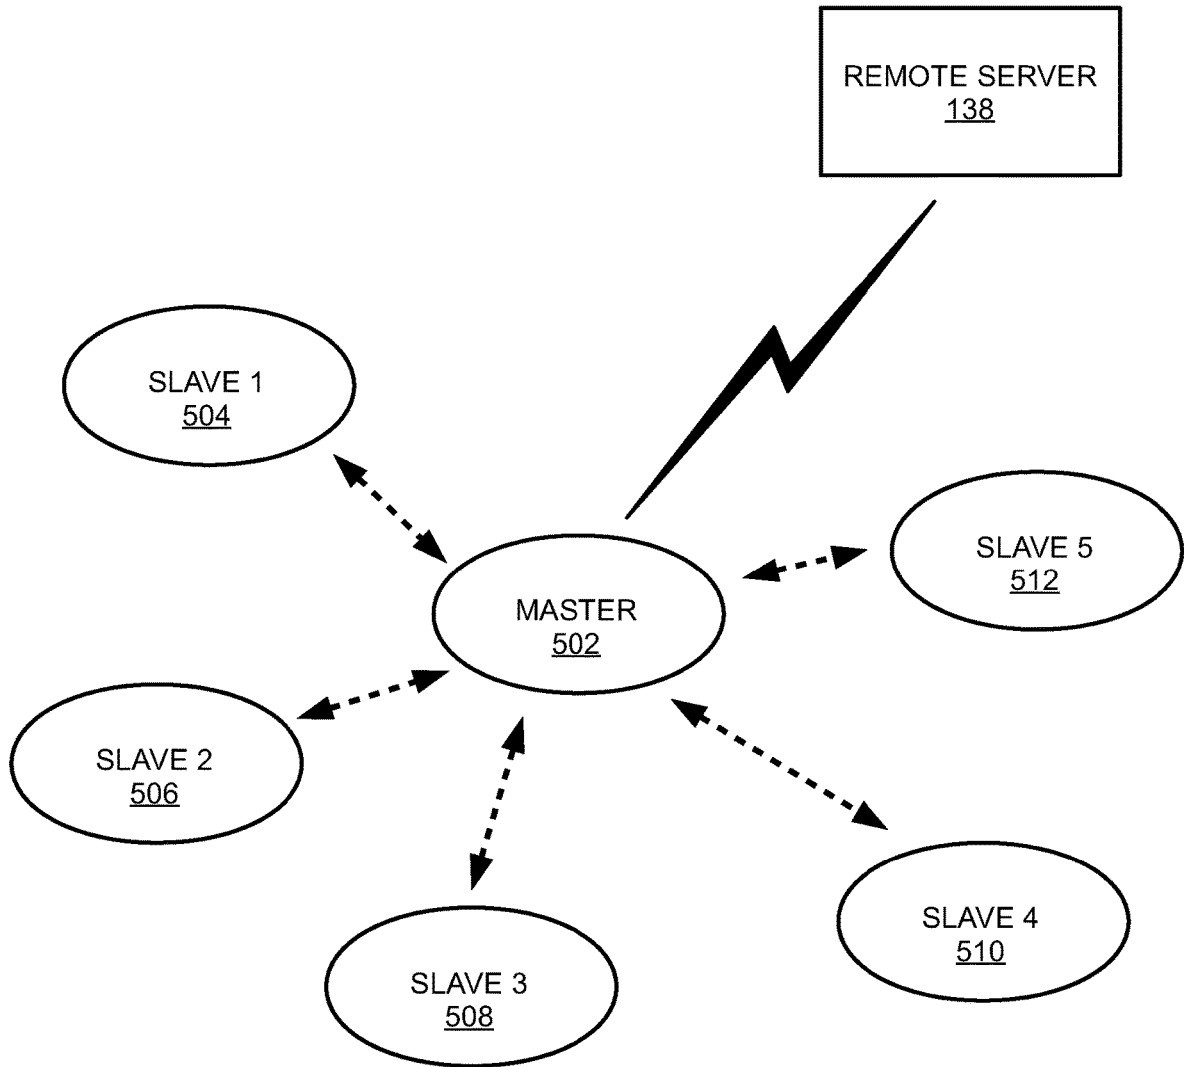 REMOTE SERVER
138
SLAVE 1
504
SLAVE 5
512
MASTER
502
SLAVE 2
506
SLAVE 4
510
SLAVE 3
508